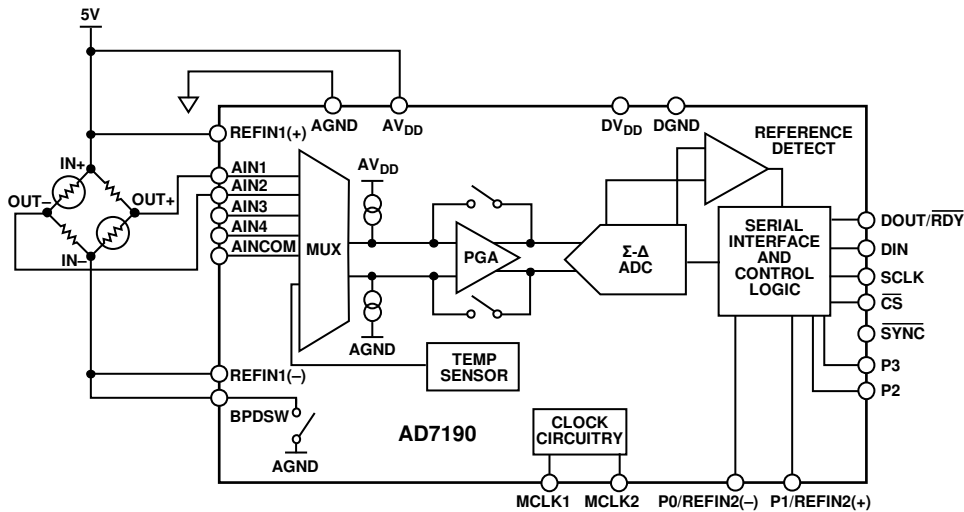 5V
AGND
AVDD
DVDD
DGND
REFIN1(+)
REFERENCE
DETECT
IN+
AIN1
AVDD
AIN2
OUT–
OUT+
AIN3
AIN4
AINCOM
MUX
PGA
Σ-Δ
ADC
SERIAL
INTERFACE
AND
CONTROL
LOGIC
DOUT/RDY
DIN
SCLK
CS
SYNC
P3
P2
IN–
AGND
TEMP
SENSOR
REFIN1(–)
BPDSW
AGND
AD7190
CLOCK
CIRCUITRY
MCLK1
MCLK2
P0/REFIN2(–)
P1/REFIN2(+)